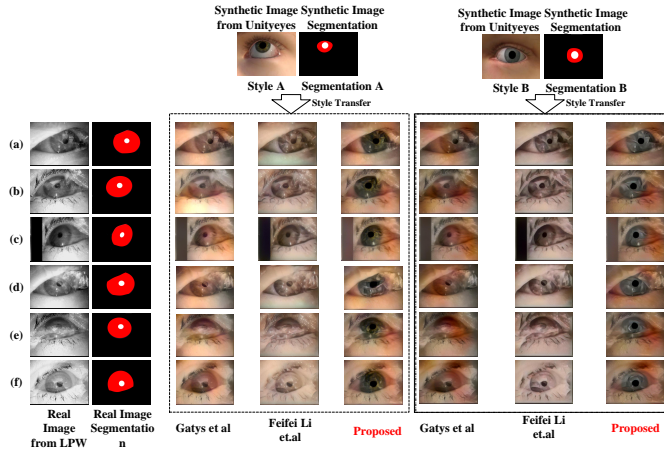 Synthetic Image Synthetic Image
from Unityeyes Segmentation
Synthetic Image Synthetic Image
from Unityeyes Segmentation
Style A Segmentation A
Style B Segmentation B
Style Transfer
Style Transfer
(a)
(b)
(c)
(d)
(e)
(f)
Real
Image
from LPW
Real Image
Segmentatio
n
Gatys et al
Feifei Li
et.al
Proposed
Gatys et al
Feifei Li
et.al
Proposed